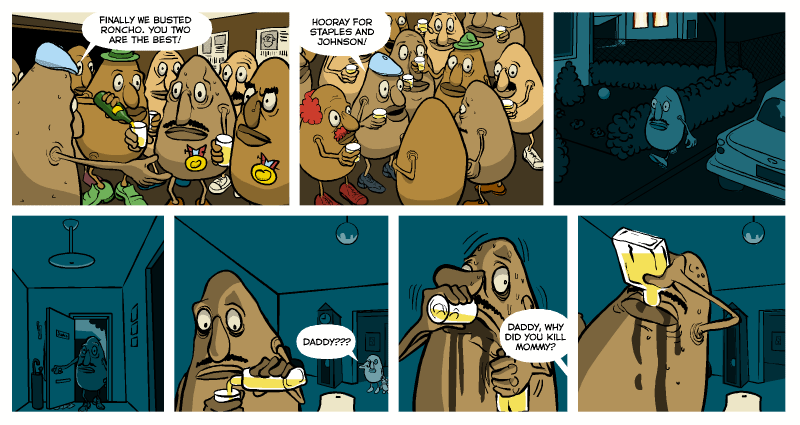 FINALLY WE BUSTED
RONCHO. YOU TWO
ARE THE BEST!
HOORAY FOR
STAPLES AND
JOHNSON!
DADDY???
DADDY, WHY
DID YOU KILL
MOMMY?